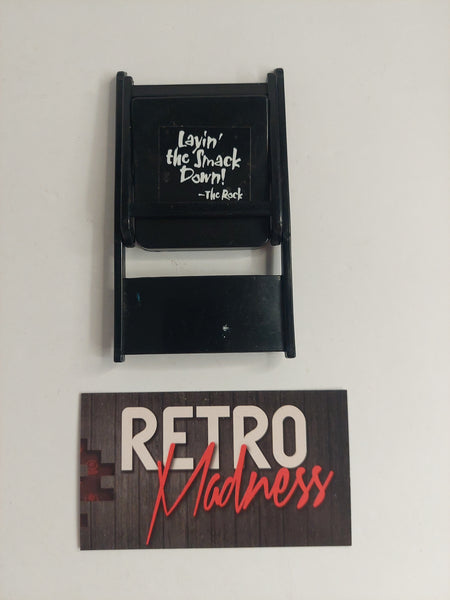 Layin'
the Smack
Down!
-The Rock
RETRO
Madness